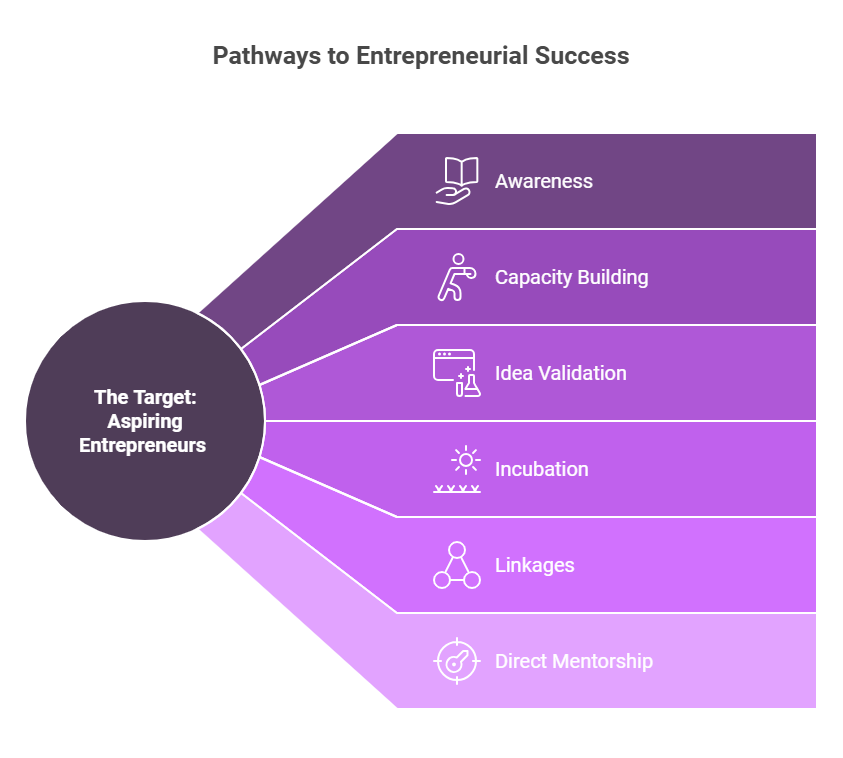 Pathways to Entrepreneurial Success
The Target:
Aspiring
Entrepreneurs
Awareness
Capacity Building
Idea Validation
Incubation
Linkages
Direct Mentorship